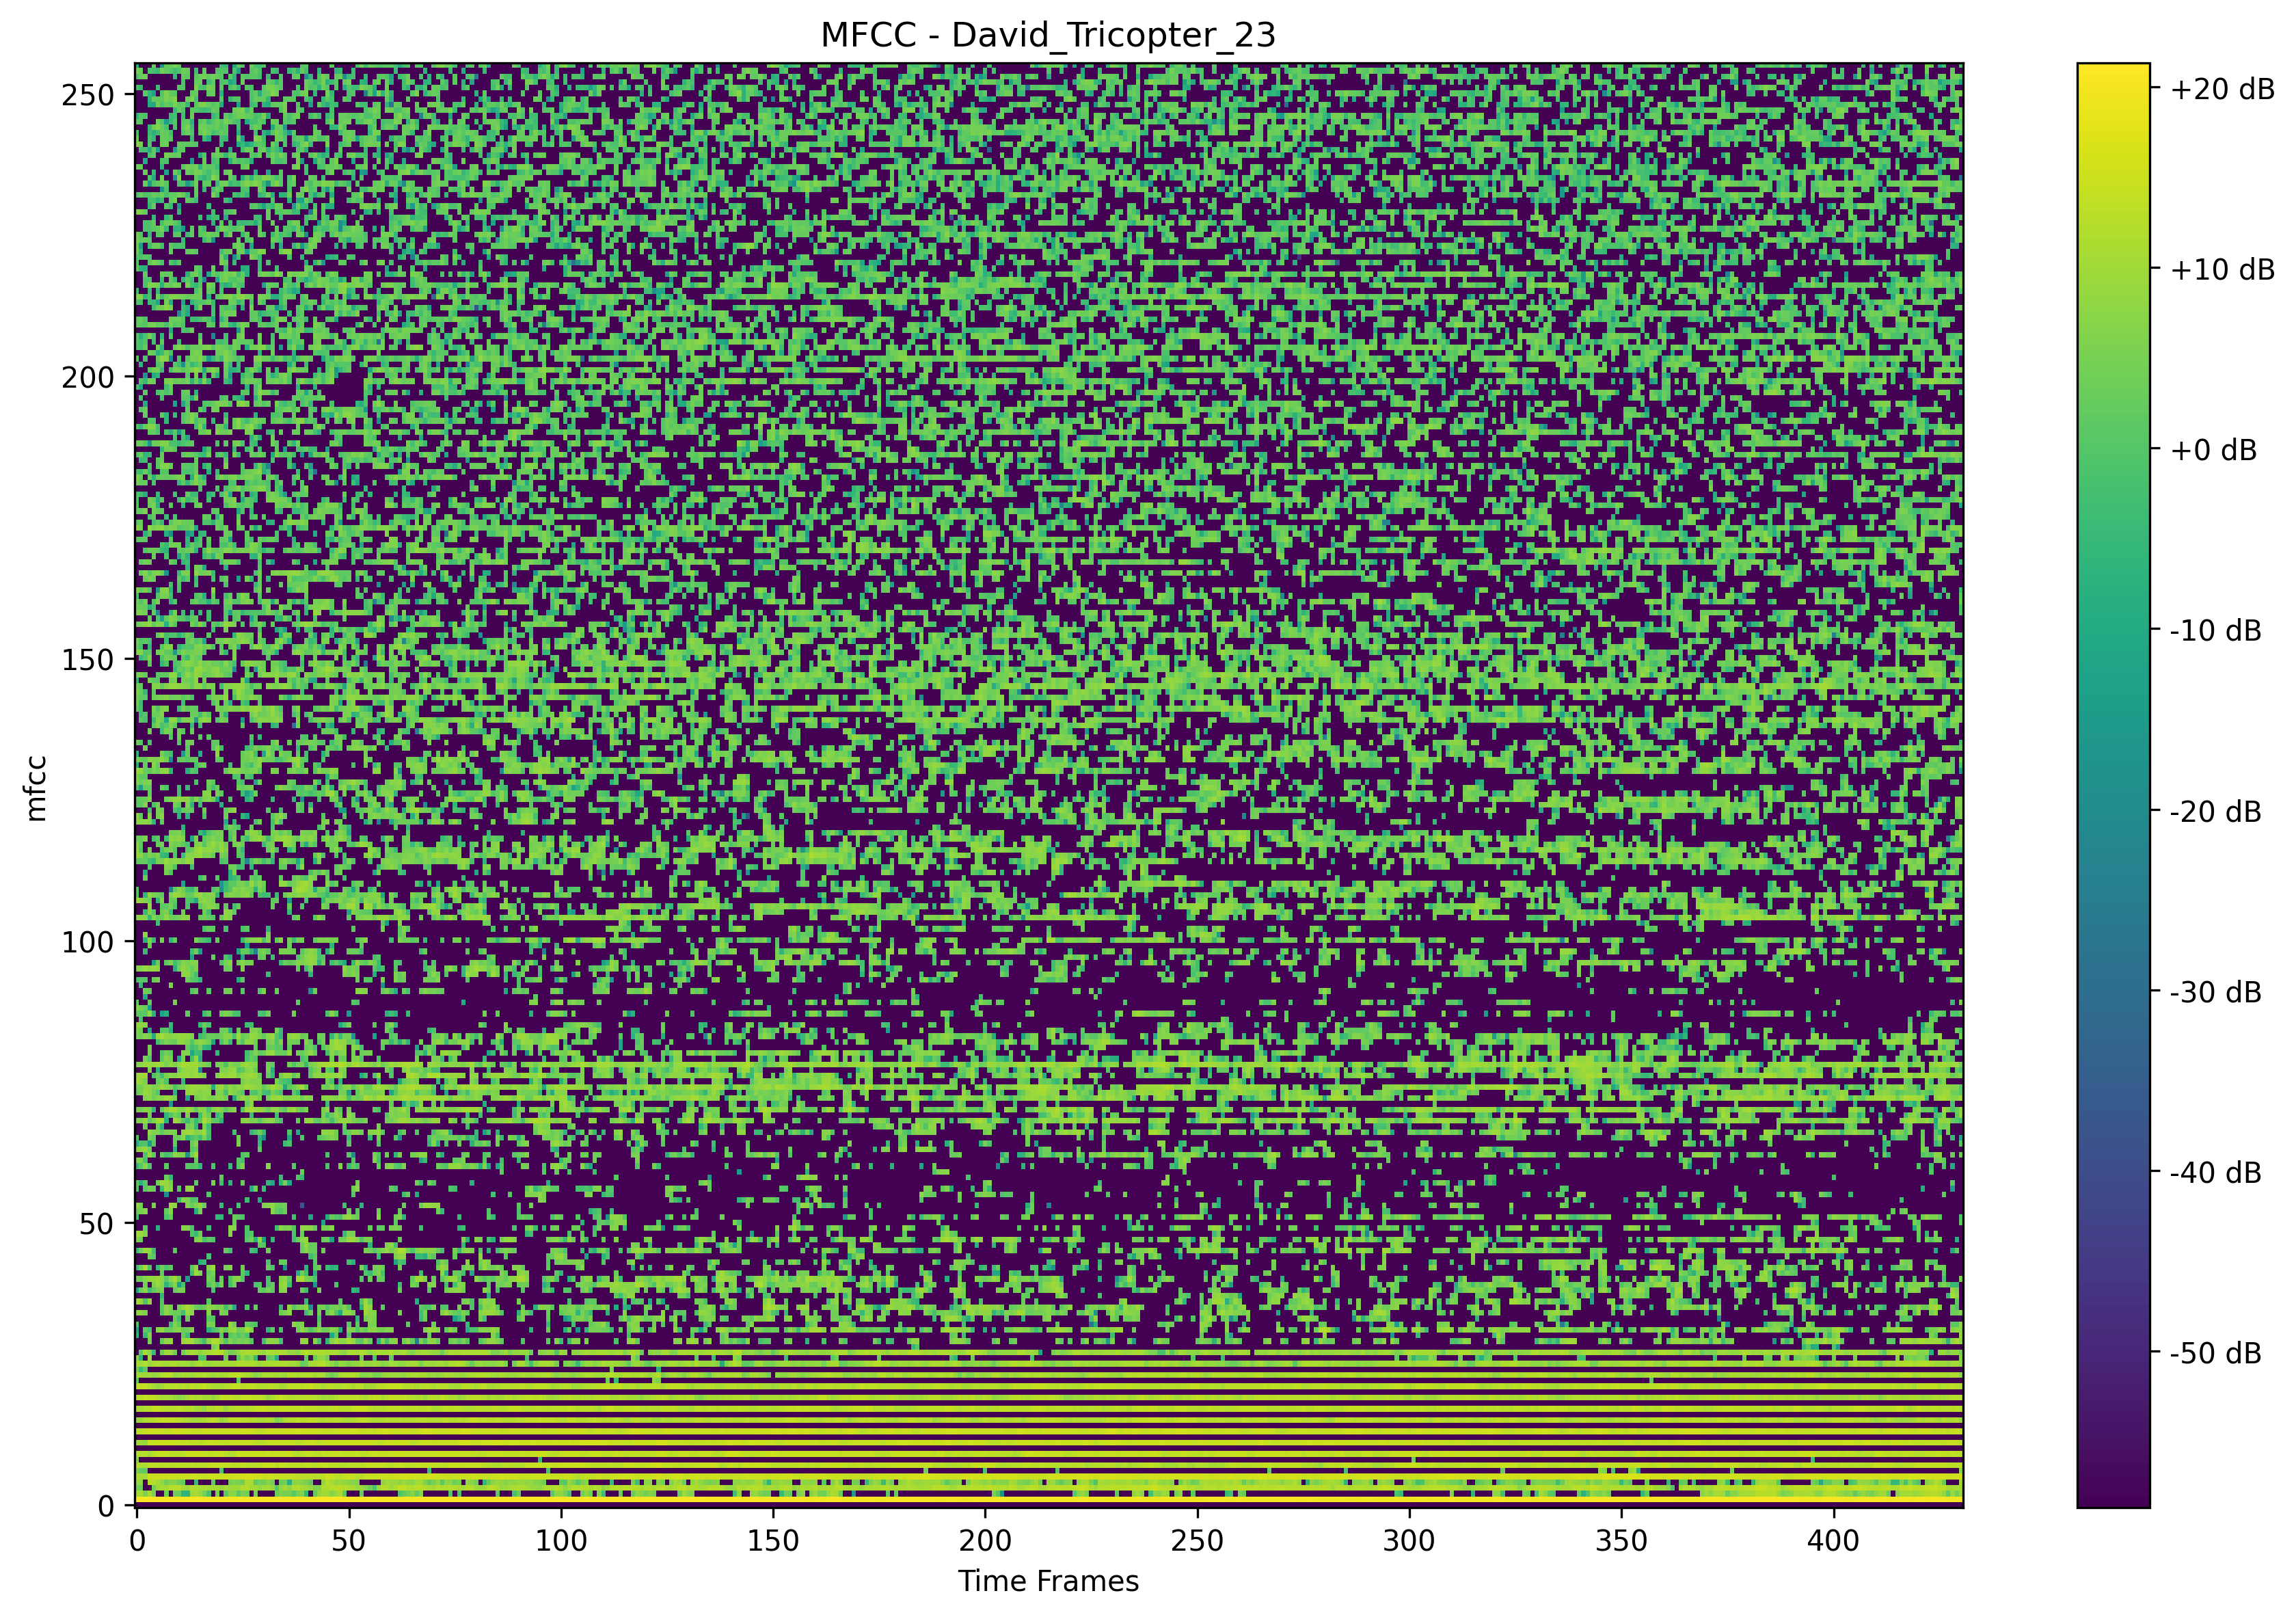 MFCC - David_Tricopter_23
250
200
150
100
50
0
mfcc
0 50 100 150 200 250 300 350 400
Time Frames
+20 dB
+10 dB
+0 dB
-10 dB
-20 dB
-30 dB
-40 dB
-50 dB